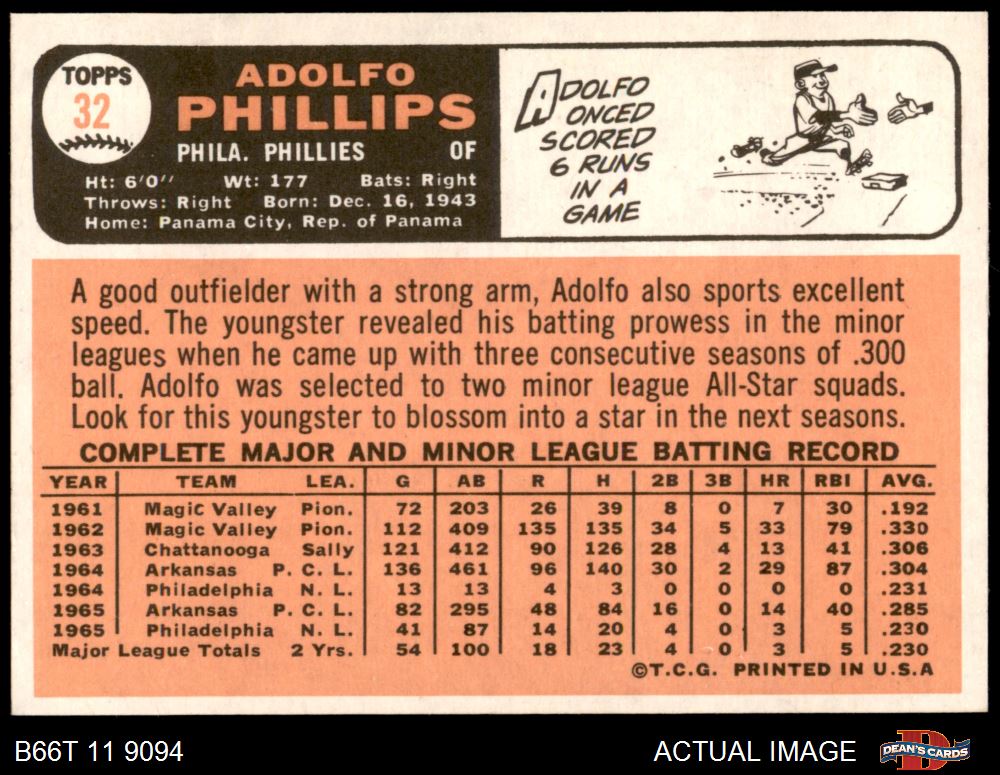 TOPPS
32
ADOLFO
PHILLIPS
PHILA. PHILLIES OF
Ht: 6'0" Wt: 177 Bats: Right
Throws: Right Born: Dec. 16, 1943
Home: Panama City, Rep. of Panama
ADOLFO
ONCED
SCORED
6 RUNS
IN A
GAME
A good outfielder with a strong arm, Adolfo also sports excellent
speed. The youngster revealed his batting prowess in the minor
leagues when he came up with three consecutive seasons of .300
ball. Adolfo was selected to two minor league All-Star squads.
Look for this youngster to blossom into a star in the next seasons.
COMPLETE MAJOR AND MINOR LEAGUE BATTING RECORD
YEAR TEAM LEA. G AB R H 2B 3B HR RBI AVG.
1961 Magic Valley Pion. 72 203 26 39 8 0 7 30 .192
1962 Magic Valley Pion. 112 409 135 135 34 5 33 79 .330
1963 Chattanooga Sally 121 412 90 126 28 4 13 41 .306
1964 Arkansas P. C. L. 136 461 96 140 30 2 29 87 .304
1964 Philadelphia N. L. 13 13 4 3 0 0 0 0 .231
1965 Arkansas P. C. L. 82 295 48 84 16 0 14 40 .285
1965 Philadelphia N. L. 41 87 14 20 4 0 3 5 .230
Major League Totals 2 Yrs. 54 100 18 23 4 0 3 5 .230
©T.C.G. PRINTED IN U.S.A
B66T 11 9094 ACTUAL IMAGE DEAN'S CARDS